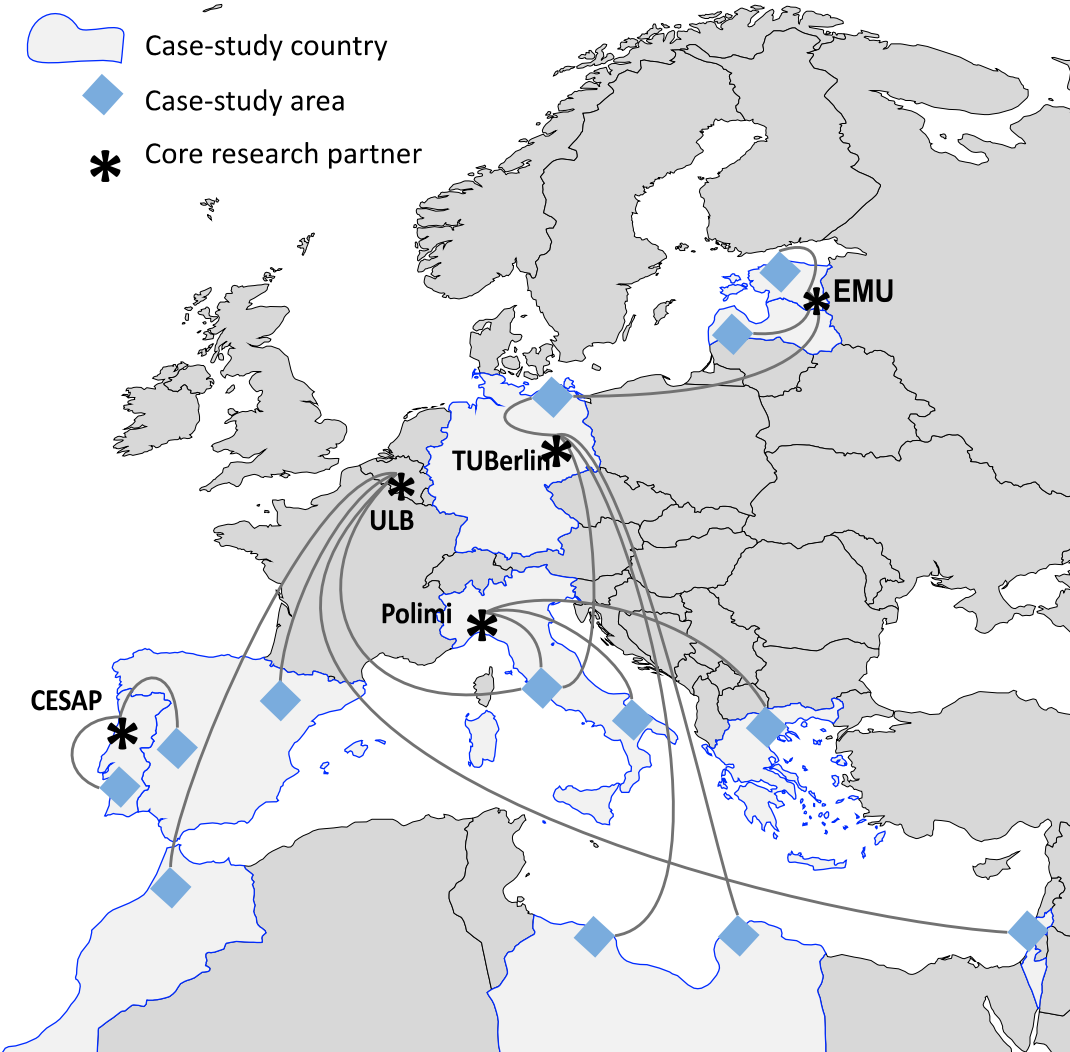 Case-study country
Case-study area
Core research partner
EMU
TUBerlin
ULB
Polimi
CESAP